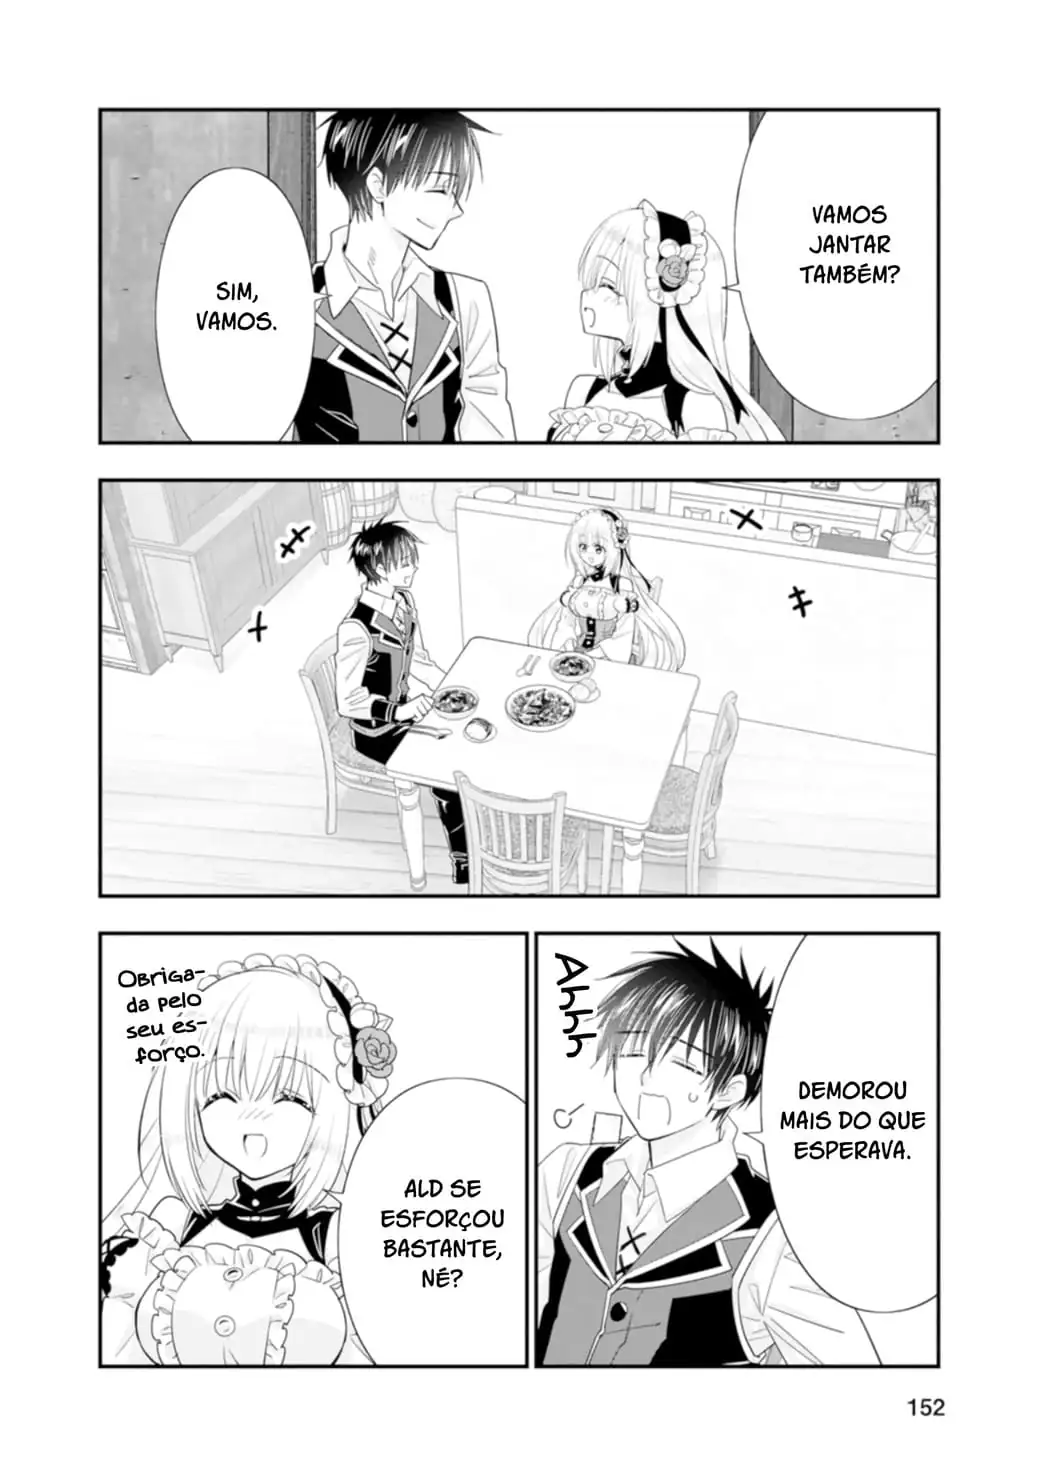 VAMOS
JANTAR
TAMBÉM?
SIM,
VAMOS.
Ahhh
DEMOROU
MAIS DO QUE
ESPERAVA.
ALD SE
ESFORÇOU
BASTANTE,
NÉ?
Obriga-
da pelo
seu es-
forço.
152